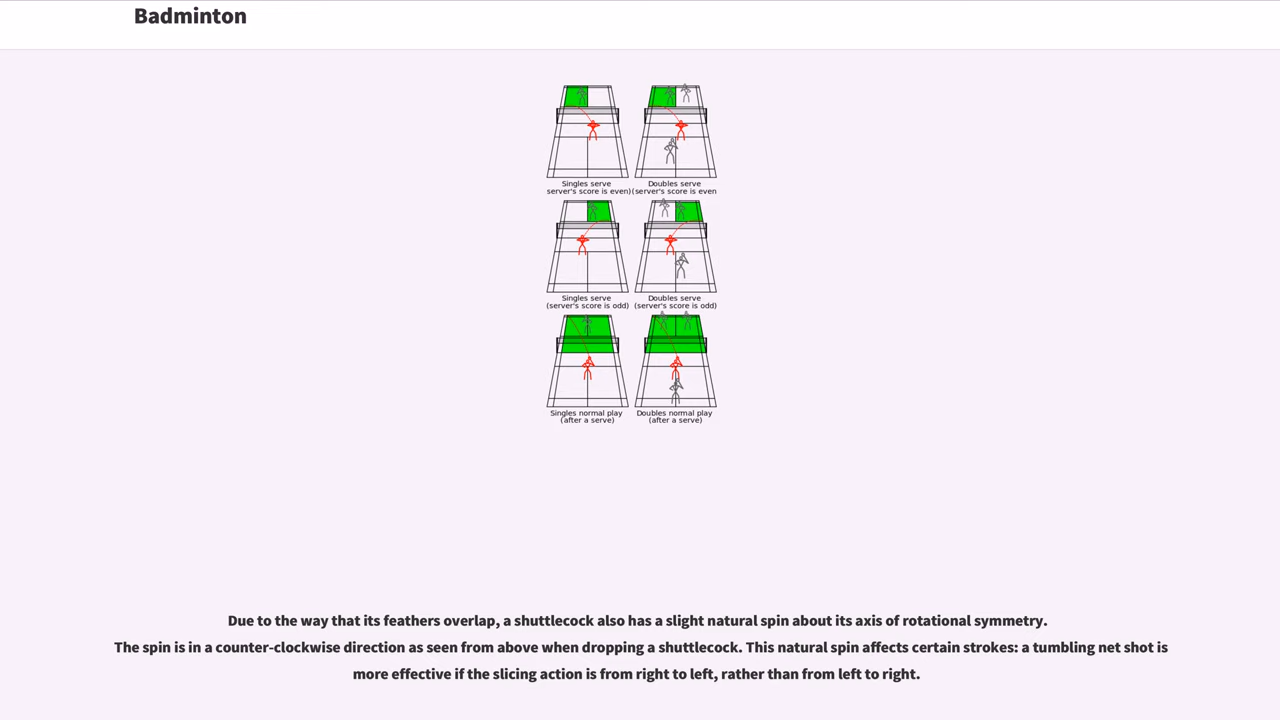 Badminton
Singles serve
server's score is even)
Doubles serve
(server's score is even
Singles serve
(server's score is odd)
Doubles serve
(server's score is odd)
Singles normal play
(after a serve)
Doubles normal play
(after a serve)
Due to the way that its feathers overlap, a shuttlecock also has a slight natural spin about its axis of rotational symmetry.
The spin is in a counter-clockwise direction as seen from above when dropping a shuttlecock. This natural spin affects certain strokes: a tumbling net shot is
more effective if the slicing action is from right to left, rather than from left to right.